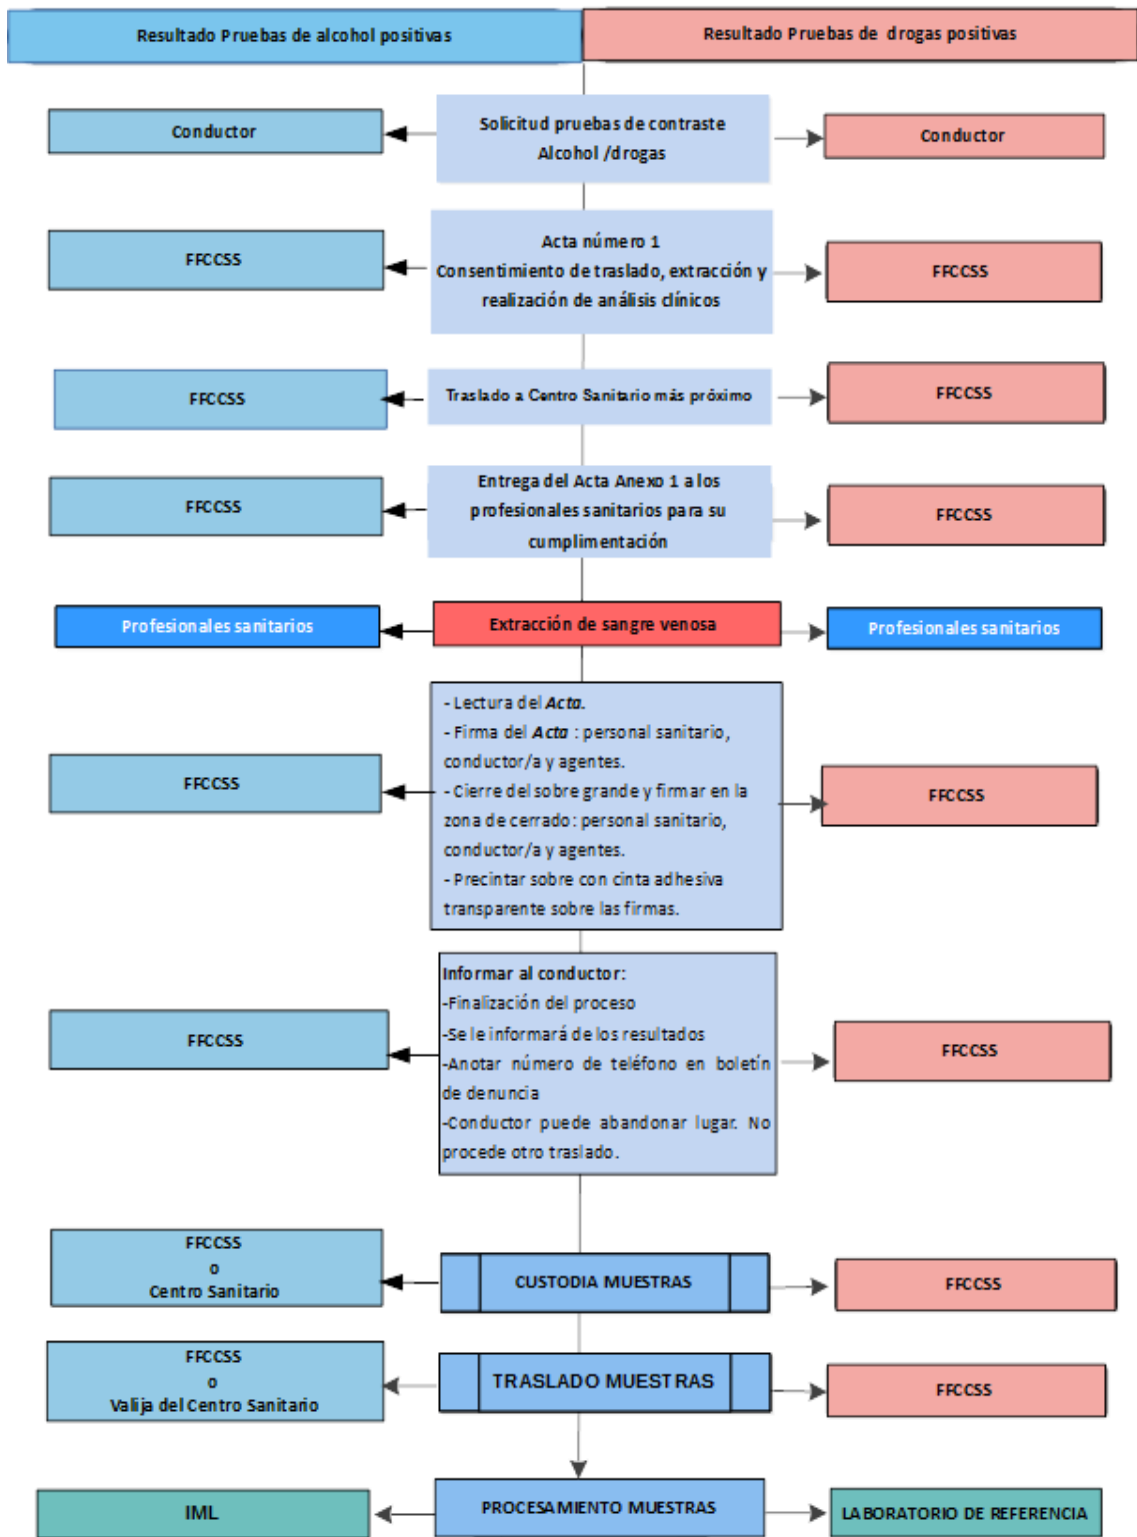 Resultado Pruebas de alcohol positivas
Resultado Pruebas de drogas positivas
Conductor
Solicitud pruebas de contraste
Alcohol /drogas
Conductor
FFCCSS
Acta número 1
Consentimiento de traslado, extracción y
realización de análisis clínicos
FFCCSS
FFCCSS
Traslado a Centro Sanitario más próximo
FFCCSS
FFCCSS
Entrega del Acta Anexo 1 a los
profesionales sanitarios para su
cumplimentación
FFCCSS
Profesionales sanitarios
Extracción de sangre venosa
Profesionales sanitarios
FFCCSS
- Lectura del Acta.
- Firma del Acta : personal sanitario,
conductor/a y agentes.
- Cierre del sobre grande y firmar en la
zona de cerrado: personal sanitario,
conductor/a y agentes.
- Precintar sobre con cinta adhesiva
transparente sobre las firmas.
FFCCSS
FFCCSS
Informar al conductor:
-Finalización del proceso
-Se le informará de los resultados
-Anotar número de teléfono en boletín
de denuncia
-Conductor puede abandonar lugar. No
procede otro traslado.
FFCCSS
FFCCSS
o
Centro Sanitario
CUSTODIA MUESTRAS
FFCCSS
FFCCSS
o
Valija del Centro Sanitario
TRASLADO MUESTRAS
FFCCSS
IML
PROCESAMIENTO MUESTRAS
LABORATORIO DE REFERENCIA